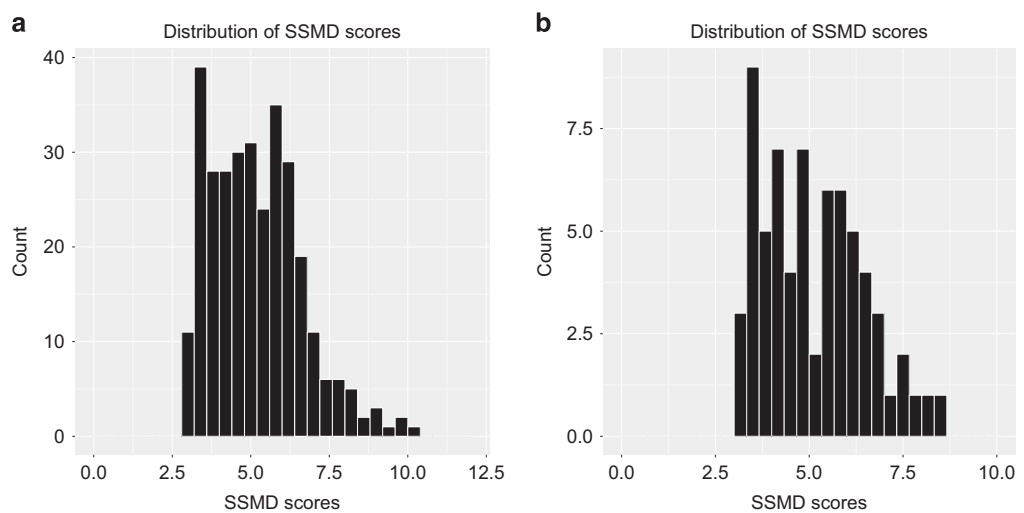 a
Distribution of SSMD scores
40
30
20
10
0
Count
0.0 2.5 5.0 7.5 10.0 12.5
SSMD scores
b
Distribution of SSMD scores
7.5
5.0
2.5
0.0
Count
0.0 2.5 5.0 7.5 10.0
SSMD scores